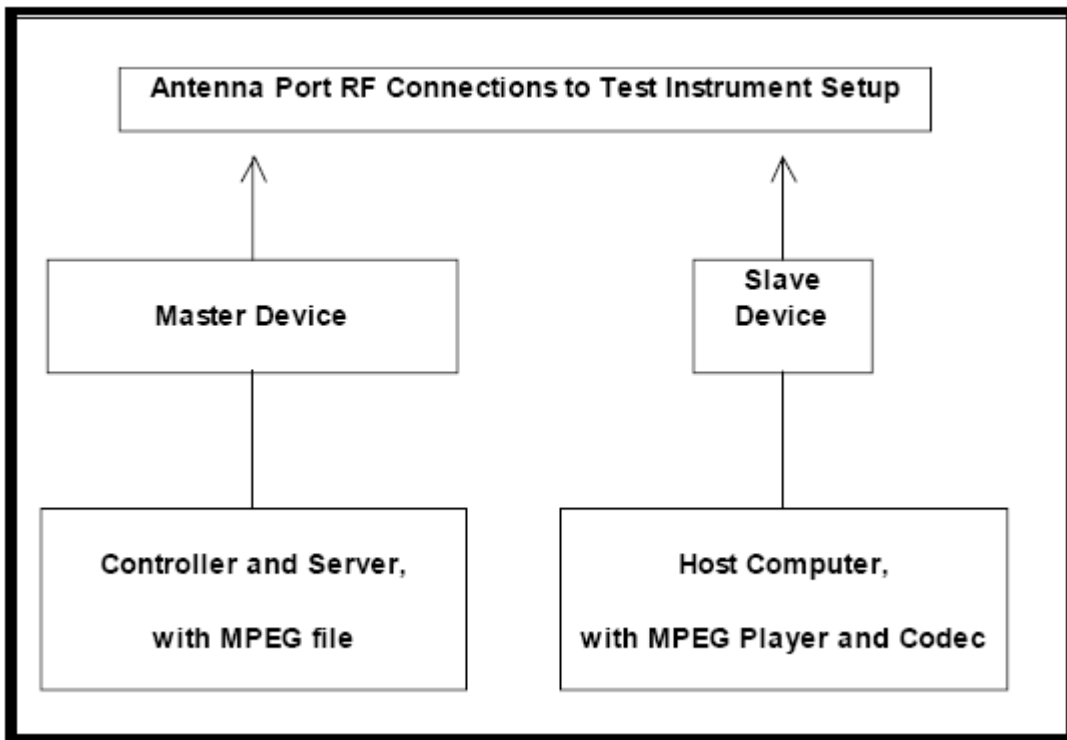 Antenna Port RF Connections to Test Instrument Setup
Master Device
Slave
Device
Controller and Server,
with MPEG file
Host Computer,
with MPEG Player and Codec